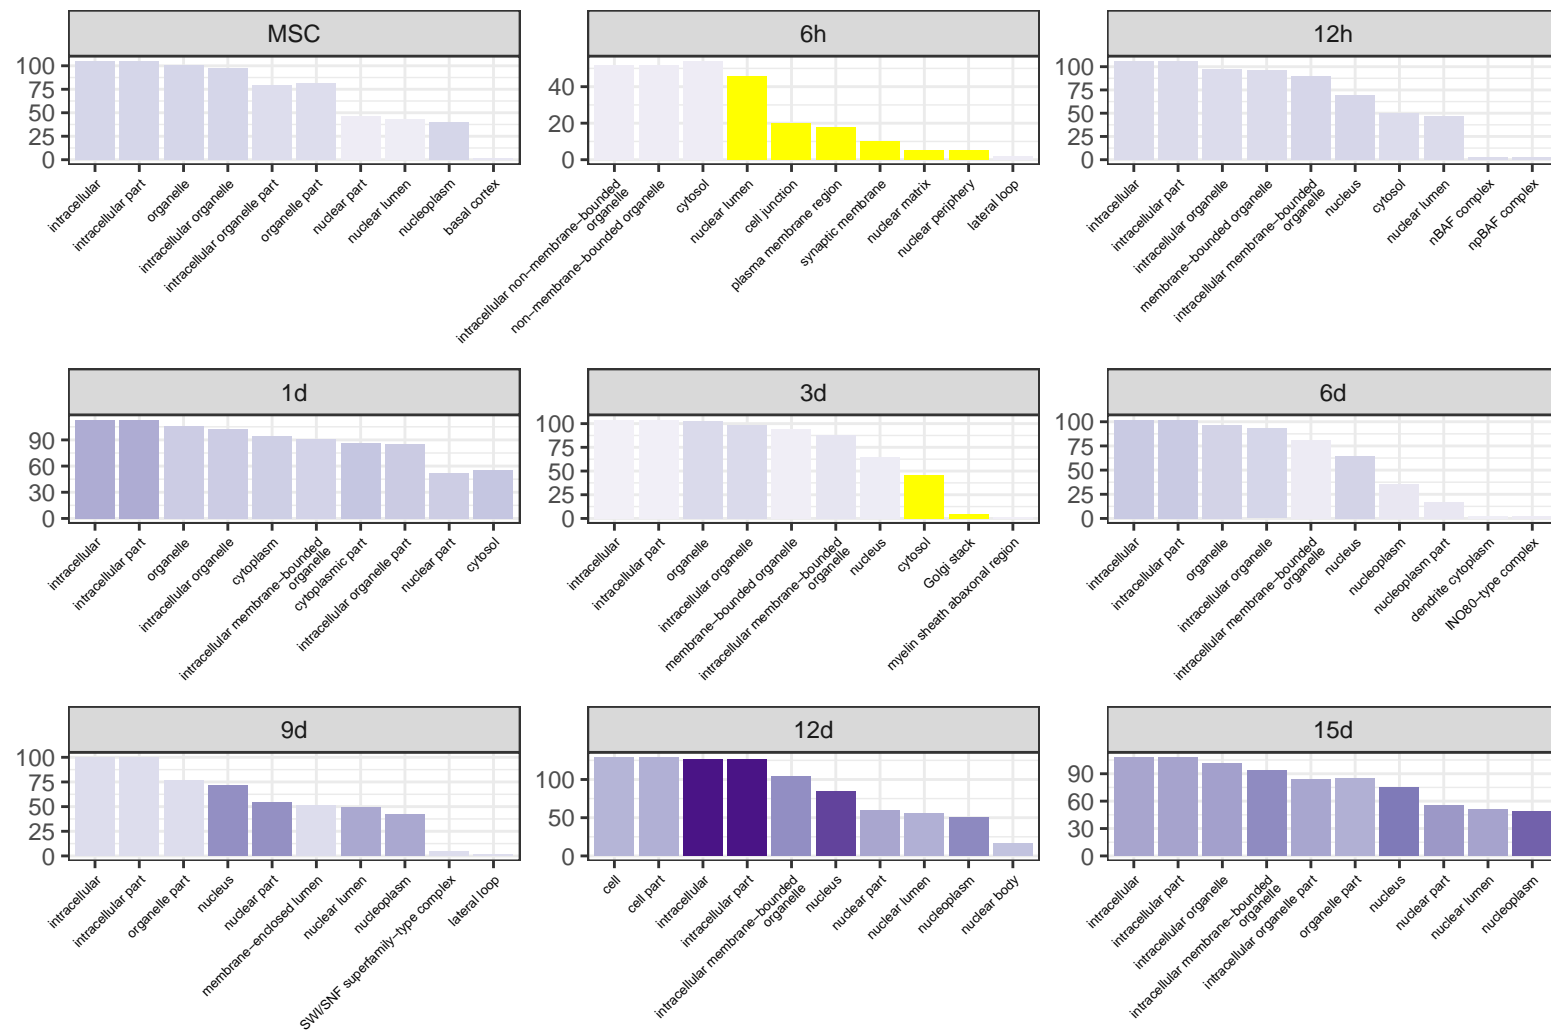 MSC
100
75
50
25
0
intracellular
intracellular part
organelle
intracellular organelle
intracellular organelle part
organelle part
nuclear part
nuclear lumen
nucleoplasm
basal cortex
6h
40
20
0
intracellular non−membrane−bounded
organelle
non−membrane−bounded organelle
cytosol
nuclear lumen
cell junction
plasma membrane region
synaptic membrane
nuclear matrix
nuclear periphery
lateral loop
12h
100
75
50
25
0
intracellular
intracellular part
intracellular organelle
membrane−bounded organelle
intracellular membrane−bounded
organelle
nucleus
cytosol
nuclear lumen
nBAF complex
npBAF complex
1d
90
60
30
0
intracellular
intracellular part
organelle
intracellular organelle
cytoplasm
intracellular membrane−bounded
organelle
cytoplasmic part
intracellular organelle part
nuclear part
cytosol
3d
100
75
50
25
0
intracellular
intracellular part
organelle
intracellular organelle
membrane−bounded organelle
intracellular membrane−bounded
organelle
nucleus
cytosol
Golgi stack
myelin sheath abaxonal region
6d
100
75
50
25
0
intracellular
intracellular part
organelle
intracellular organelle
intracellular membrane−bounded
organelle
nucleus
nucleoplasm
nucleoplasm part
dendrite cytoplasm
INO80−type complex
9d
100
75
50
25
0
intracellular
intracellular part
organelle part
nucleus
nuclear part
membrane−enclosed lumen
nuclear lumen
nucleoplasm
SWI/SNF superfamily−type complex
lateral loop
12d
100
50
0
cell
cell part
intracellular
intracellular part
intracellular membrane−bounded
organelle
nucleus
nuclear part
nuclear lumen
nucleoplasm
nuclear body
15d
90
60
30
0
intracellular
intracellular part
intracellular organelle
intracellular membrane−bounded
organelle
intracellular organelle part
organelle part
nucleus
nuclear part
nuclear lumen
nucleoplasm